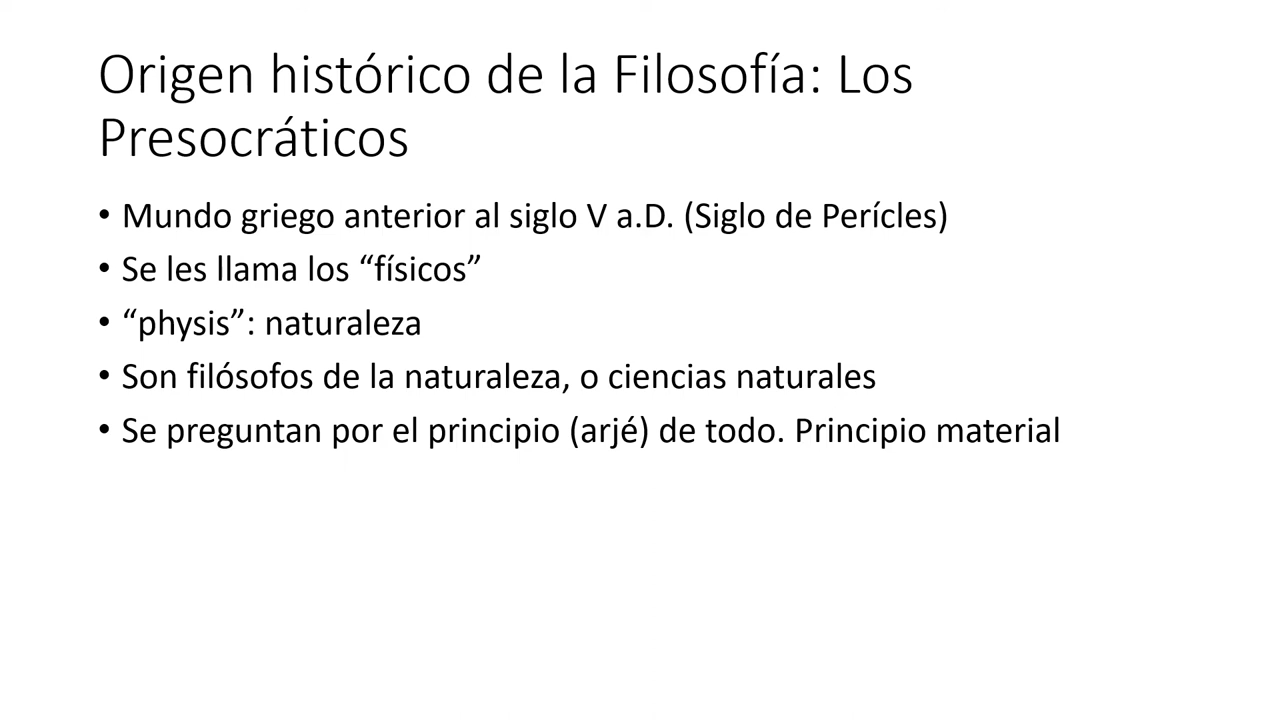 Origen histórico de la Filosofía: Los
Presocráticos
• Mundo griego anterior al siglo V a.D. (Siglo de Perícles)
• Se les llama los “físicos”
• “physis”: naturaleza
• Son filósofos de la naturaleza, o ciencias naturales
• Se preguntan por el principio (arjé) de todo. Principio material